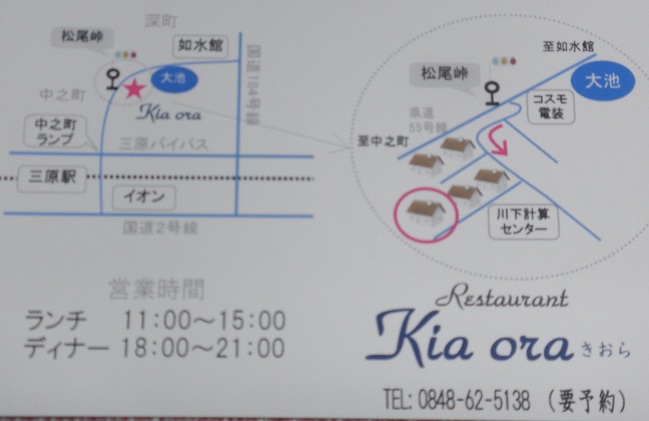 深町
松尾峠
如水館
大池
国道184号線
中之町
Kia ora
中之町
ランプ
三原バイパス
三原駅
イオン
国道2号線
至如水館
松尾峠
大池
コスモ
電装
県道
55号線
至中之町
川下計算
センター
営業時間
ランチ 11:00～15:00
ディナー 18:00～21:00
Restaurant
Kia ora きおら
TEL: 0848-62-5138 (要予約)